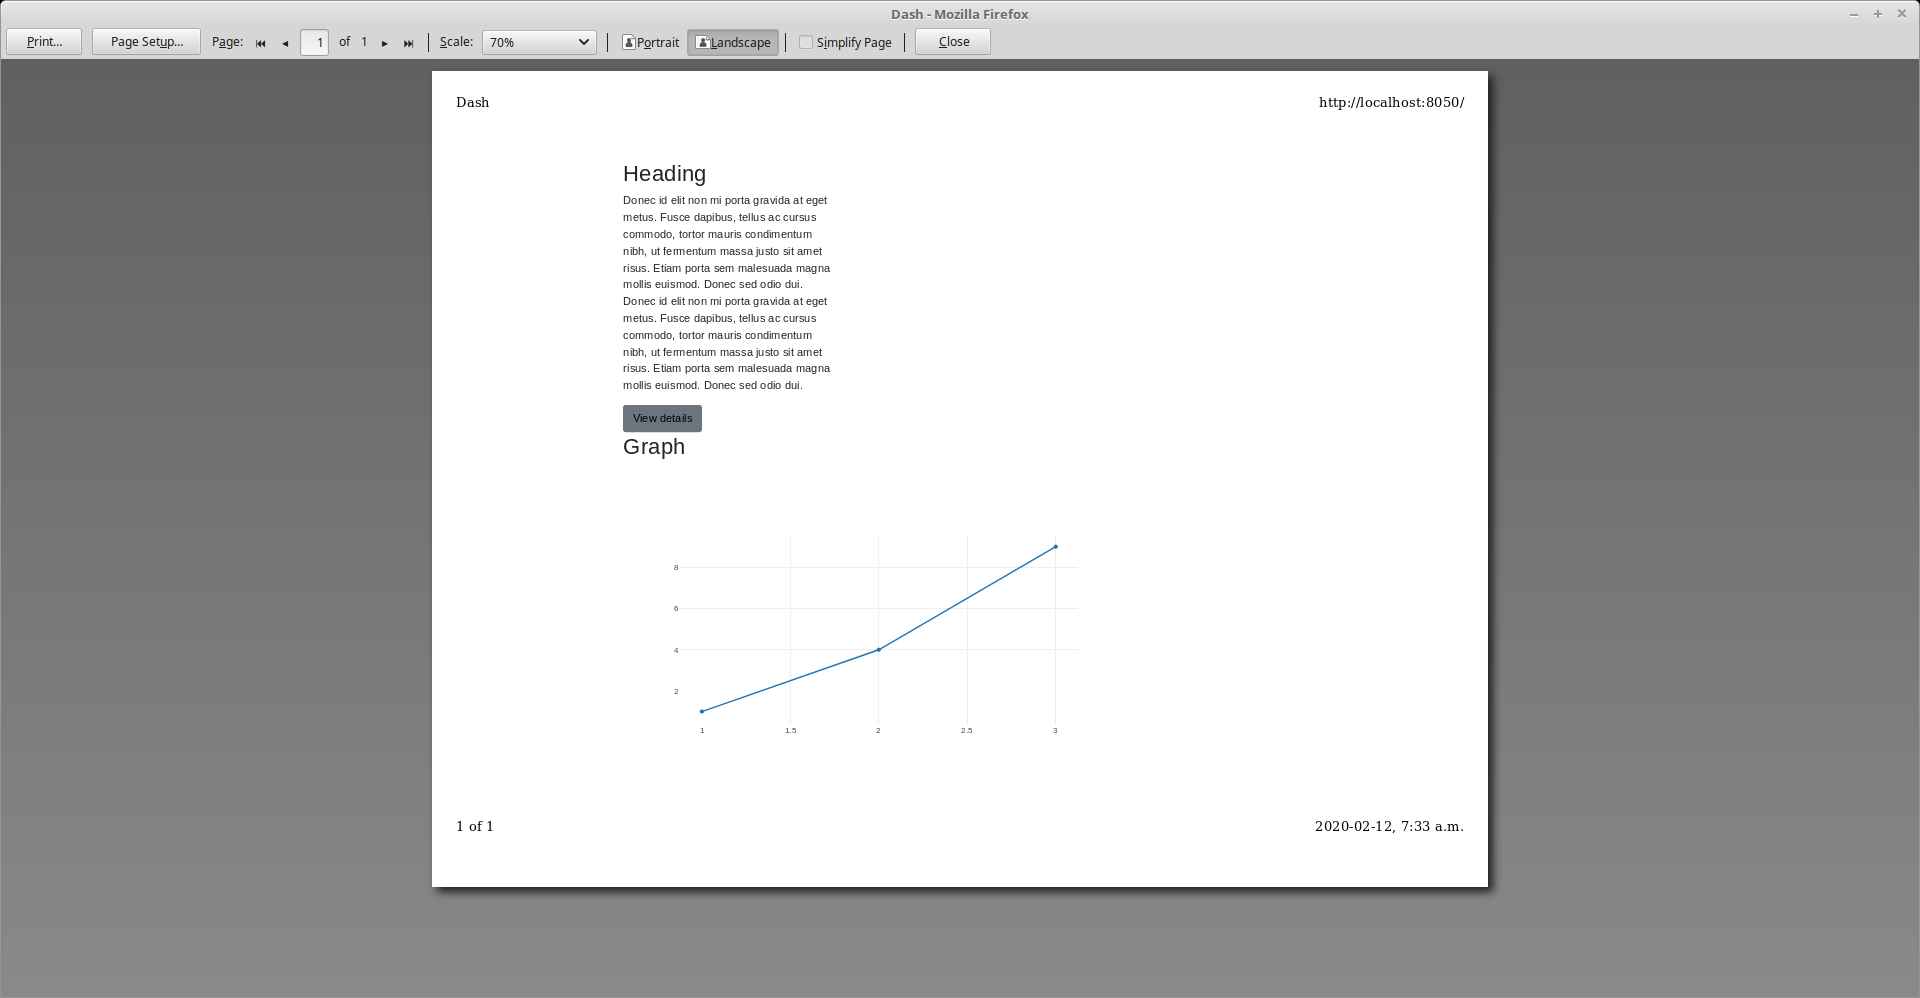 Dash - Mozilla Firefox
Print... Page Setup... Page: 1 of 1 Scale: 70% Portrait Landscape Simplify Page Close
Dash http://localhost:8050/
Heading
Donec id elit non mi porta gravida at eget
metus. Fusce dapibus, tellus ac cursus
commodo, tortor mauris condimentum
nibh, ut fermentum massa justo sit amet
risus. Etiam porta sem malesuada magna
mollis euismod. Donec sed odio dui.
Donec id elit non mi porta gravida at eget
metus. Fusce dapibus, tellus ac cursus
commodo, tortor mauris condimentum
nibh, ut fermentum massa justo sit amet
risus. Etiam porta sem malesuada magna
mollis euismod. Donec sed odio dui.
View details
Graph
8
6
4
2
1 1.5 2 2.5 3
1 of 1 2020-02-12, 7:33 a.m.